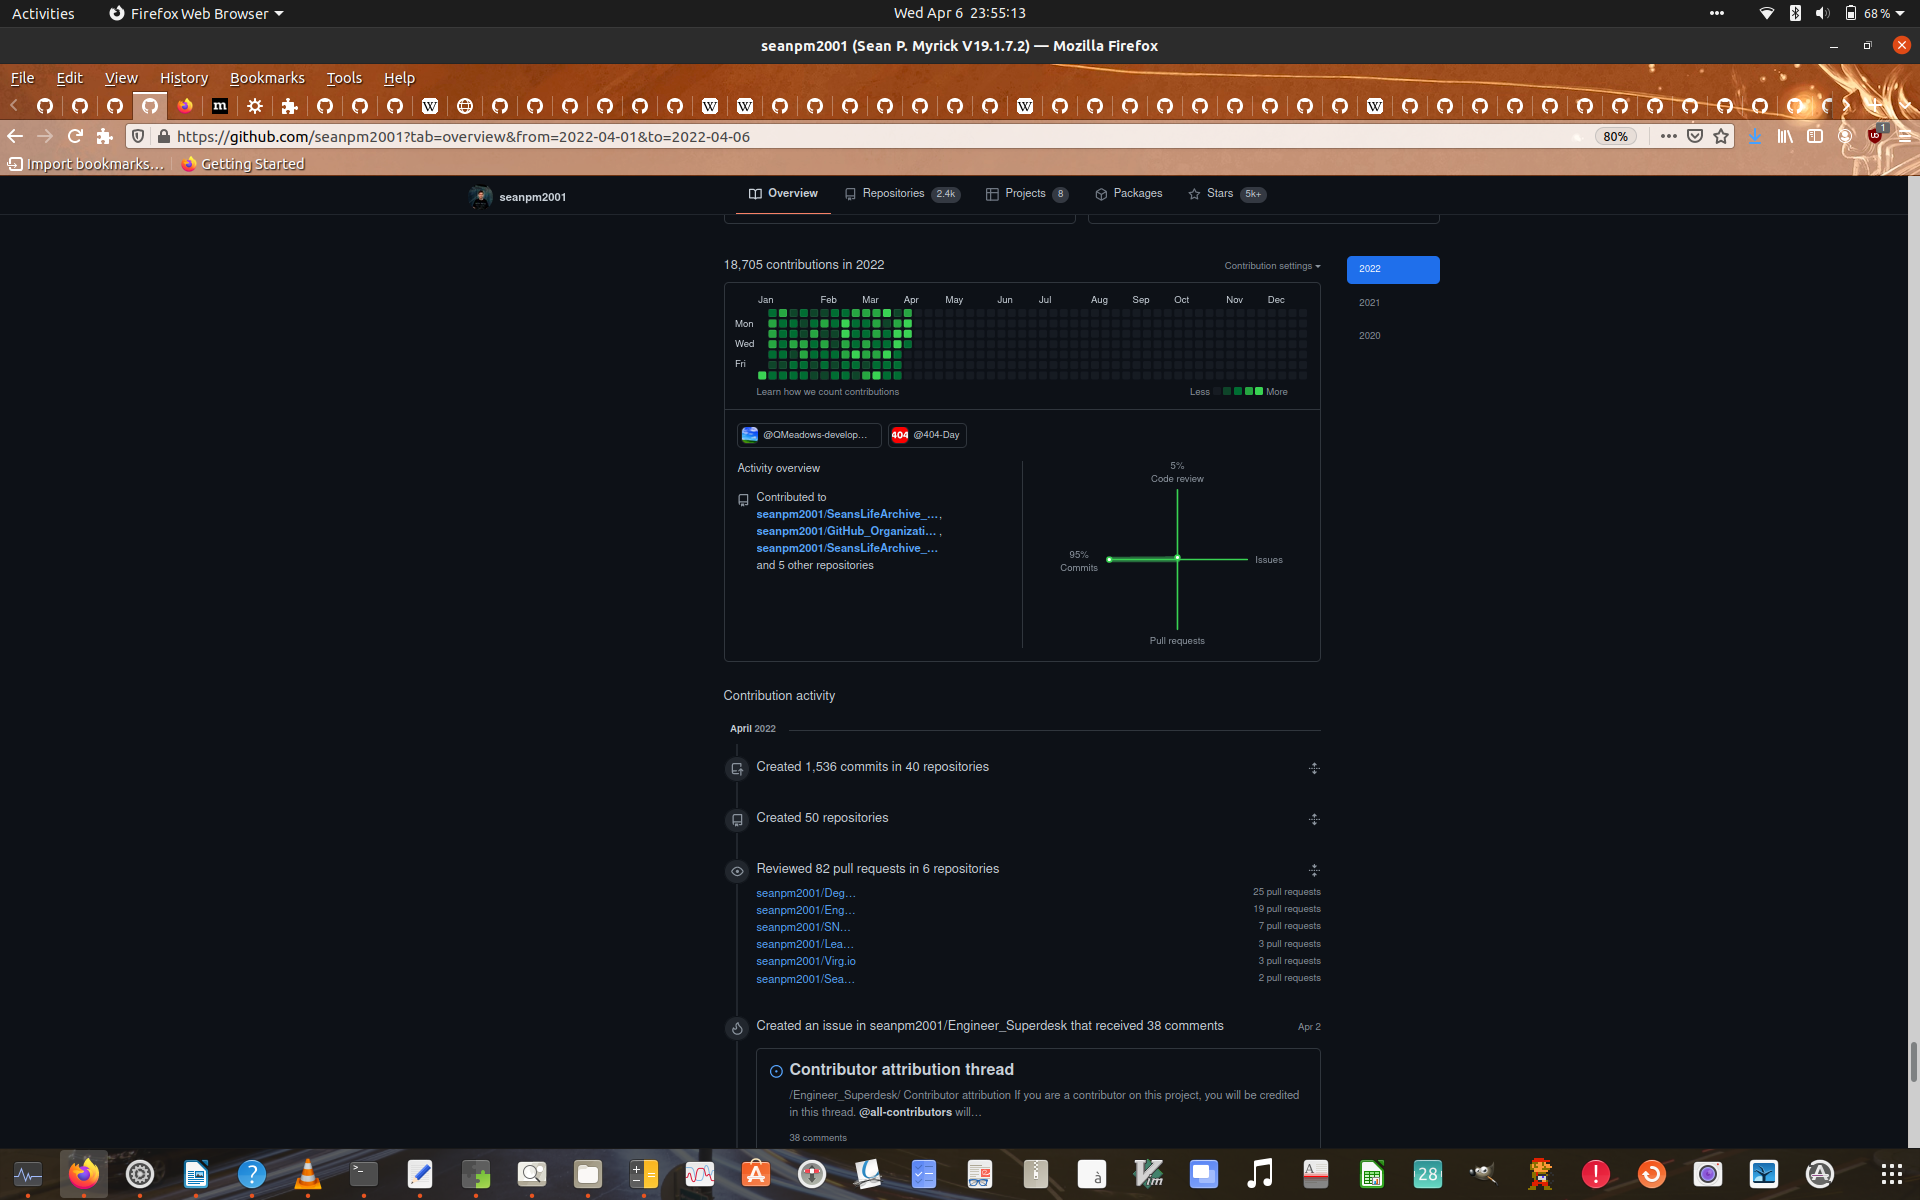 Activities Firefox Web Browser Wed Apr 6 23:55:13 68 %
seanpm2001 (Sean P. Myrick V19.1.7.2) — Mozilla Firefox
File Edit View History Bookmarks Tools Help
https://github.com/seanpm2001?tab=overview&from=2022-04-01&to=2022-04-06 80% 1
Import bookmarks… Getting Started
seanpm2001 Overview Repositories 2.4k Projects 8 Packages Stars 5k+
18,705 contributions in 2022 Contribution settings 2022
Jan Feb Mar Apr May Jun Jul Aug Sep Oct Nov Dec
2021
Mon
2020
Wed
Fri
Learn how we count contributions Less More
@QMeadows-develop… 404 @404-Day
Activity overview
5%
Code review
Contributed to
seanpm2001/SeansLifeArchive_…,
seanpm2001/GitHub_Organizati… ,
seanpm2001/SeansLifeArchive_…
and 5 other repositories
95%
Commits
Issues
Pull requests
Contribution activity
April 2022
Created 1,536 commits in 40 repositories
Created 50 repositories
Reviewed 82 pull requests in 6 repositories
seanpm2001/Deg… 25 pull requests
seanpm2001/Eng… 19 pull requests
seanpm2001/SN… 7 pull requests
seanpm2001/Lea… 3 pull requests
seanpm2001/Virg.io 3 pull requests
seanpm2001/Sea… 2 pull requests
Created an issue in seanpm2001/Engineer_Superdesk that received 38 comments Apr 2
Contributor attribution thread
/Engineer_Superdesk/ Contributor attribution If you are a contributor on this project, you will be credited
in this thread. @all-contributors will…
38 comments
28